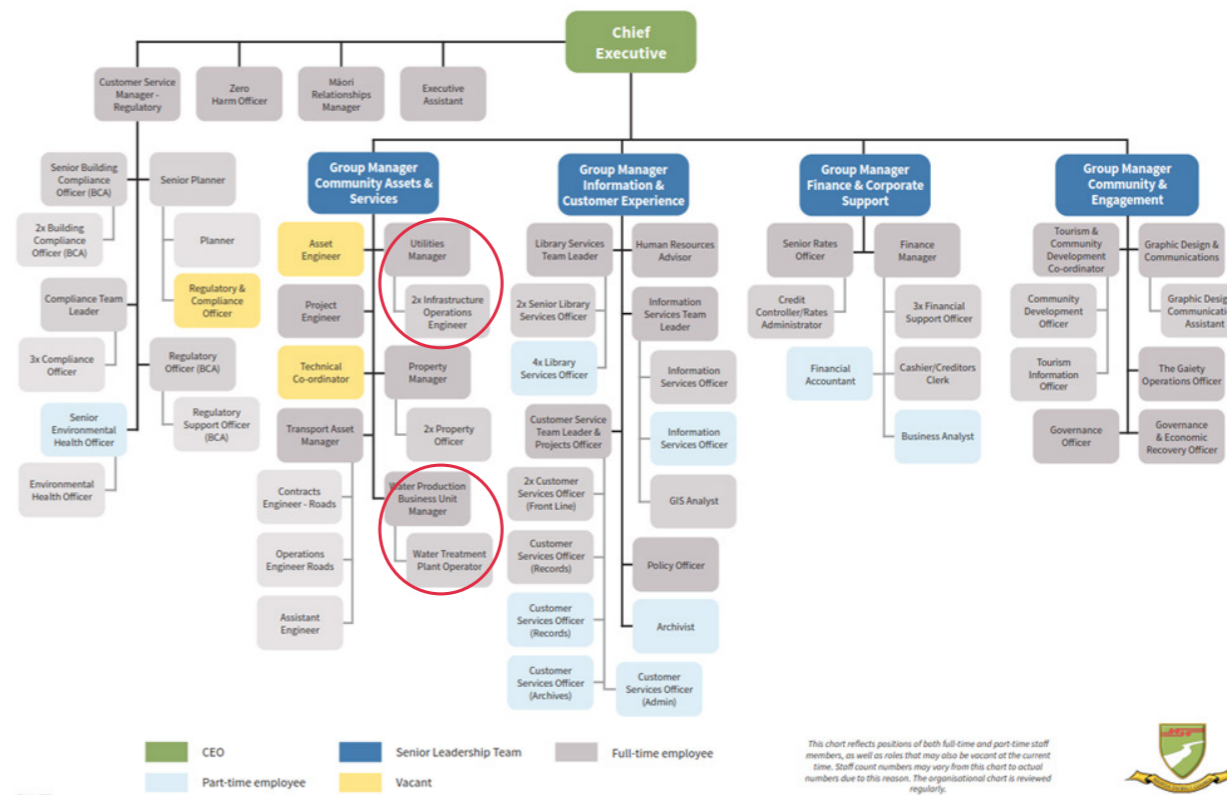 Chief
Executive
Customer Service
Manager -
Regulatory
Zero
Harm Officer
Māori
Relationships
Manager
Executive
Assistant
Senior Building
Compliance
Officer (BCA)
Senior Planner
2x Building
Compliance
Officer (BCA)
Planner
Regulatory &
Compliance
Officer
Compliance Team
Leader
3x Compliance
Officer
Regulatory
Officer (BCA)
Regulatory
Support Officer
(BCA)
Senior
Environmental
Health Officer
Environmental
Health Officer
Group Manager
Community Assets &
Services
Asset
Engineer
Utilities
Manager
2x Infrastructure
Operations
Engineer
Project
Engineer
Technical
Co-ordinator
Property
Manager
2x Property
Officer
Transport Asset
Manager
Contracts
Engineer - Roads
Operations
Engineer Roads
Assistant
Engineer
Water Production
Business Unit
Manager
Water Treatment
Plant Operator
Group Manager
Information &
Customer Experience
Library Services
Team Leader
Human Resources
Advisor
2x Senior Library
Services Officer
4x Library
Services Officer
Information
Services Team
Leader
Information
Services Officer
Information
Services Officer
GIS Analyst
Customer Service
Team Leader &
Projects Officer
2x Customer
Services Officer
(Front Line)
Customer
Services Officer
(Records)
Customer
Services Officer
(Records)
Customer
Services Officer
(Archives)
Customer
Services Officer
(Admin)
Policy Officer
Archivist
Group Manager
Finance & Corporate
Support
Senior Rates
Officer
Finance
Manager
Credit
Controller/Rates
Administrator
3x Financial
Support Officer
Financial
Accountant
Cashier/Creditors
Clerk
Business Analyst
Group Manager
Community &
Engagement
Tourism &
Community
Development
Co-ordinator
Graphic Design &
Communications
Community
Development
Officer
Graphic Design
Communication
Assistant
Tourism
Information
Officer
The Gaiety
Operations Officer
Governance
Officer
Governance
& Economic
Recovery Officer
CEO
Senior Leadership Team
Full-time employee
Part-time employee
Vacant
This chart reflects positions of both full-time and part-time staff
members, as well as roles that may also be vacant at the current
time. Staff count numbers may vary from this chart to actual
numbers due to this reason. The organisational chart is reviewed
regularly.